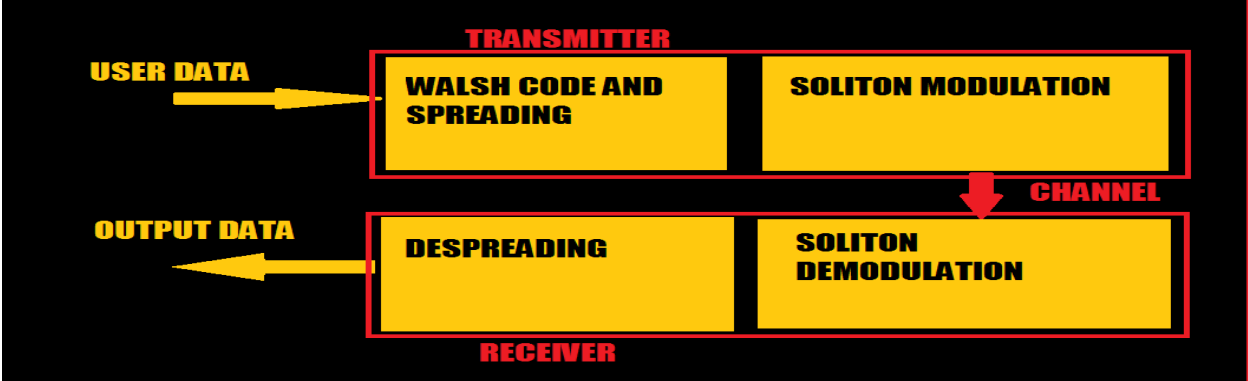 TRANSMITTER
USER DATA
WALSH CODE AND
SPREADING
SOLITON MODULATION
CHANNEL
OUTPUT DATA
DESPREADING
SOLITON
DEMODULATION
RECEIVER